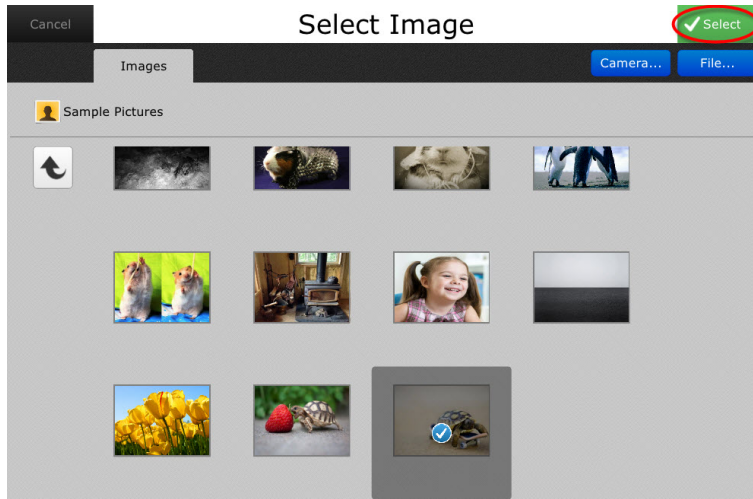 Cancel
Select Image
Select
Images
Camera...
File...
Sample Pictures